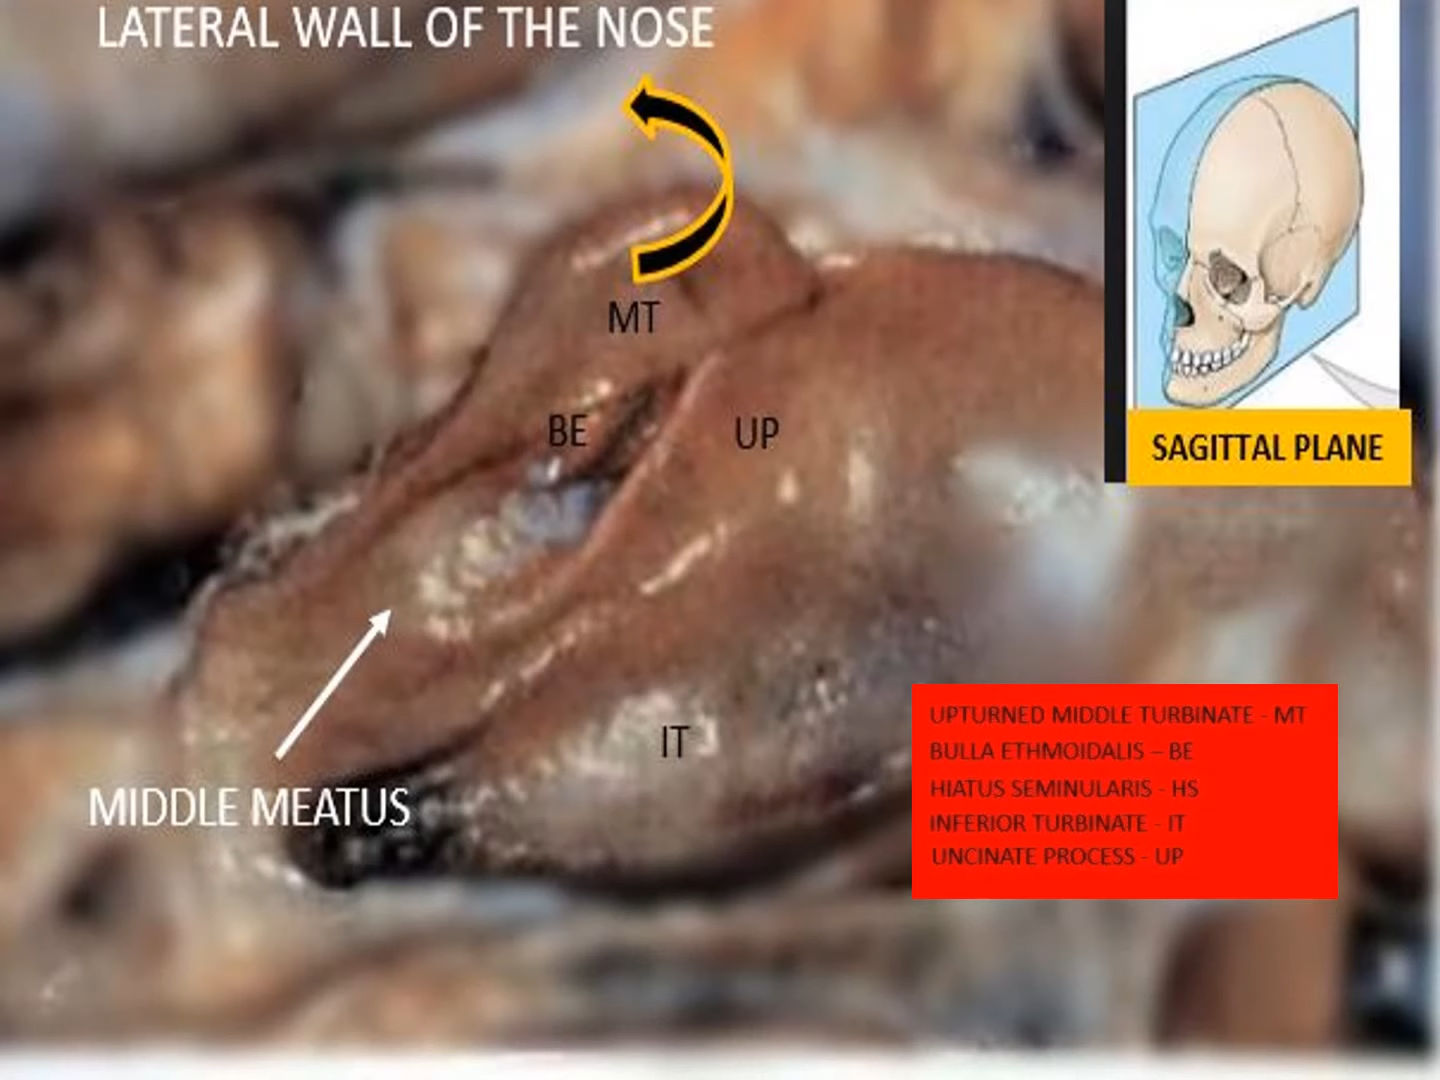 LATERAL WALL OF THE NOSE
MT
BE
UP
SAGITTAL PLANE
IT
MIDDLE MEATUS
UPTURNED MIDDLE TURBINATE - MT
BULLA ETHMOIDALIS – BE
HIATUS SEMINULARIS - HS
INFERIOR TURBINATE - IT
UNCINATE PROCESS - UP